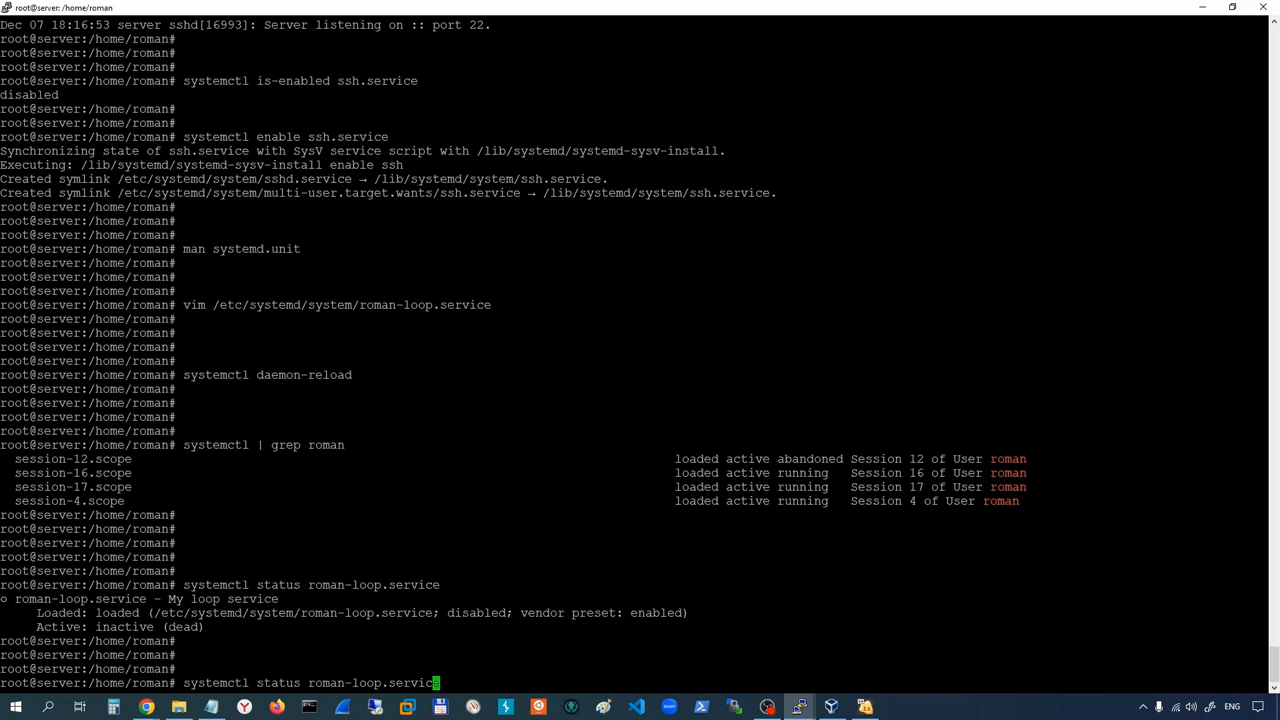 root@server: /home/roman
Dec 07 18:16:53 server sshd[16993]: Server listening on :: port 22.
root@server:/home/roman#
root@server:/home/roman#
root@server:/home/roman#
root@server:/home/roman# systemctl is-enabled ssh.service
disabled
root@server:/home/roman#
root@server:/home/roman#
root@server:/home/roman# systemctl enable ssh.service
Synchronizing state of ssh.service with SysV service script with /lib/systemd/systemd-sysv-install.
Executing: /lib/systemd/systemd-sysv-install enable ssh
Created symlink /etc/systemd/system/sshd.service → /lib/systemd/system/ssh.service.
Created symlink /etc/systemd/system/multi-user.target.wants/ssh.service → /lib/systemd/system/ssh.service.
root@server:/home/roman#
root@server:/home/roman#
root@server:/home/roman#
root@server:/home/roman# man systemd.unit
root@server:/home/roman#
root@server:/home/roman#
root@server:/home/roman#
root@server:/home/roman# vim /etc/systemd/system/roman-loop.service
root@server:/home/roman#
root@server:/home/roman#
root@server:/home/roman#
root@server:/home/roman#
root@server:/home/roman# systemctl daemon-reload
root@server:/home/roman#
root@server:/home/roman#
root@server:/home/roman#
root@server:/home/roman#
root@server:/home/roman# systemctl | grep roman
session-12.scope loaded active abandoned Session 12 of User roman
session-16.scope loaded active running Session 16 of User roman
session-17.scope loaded active running Session 17 of User roman
session-4.scope loaded active running Session 4 of User roman
root@server:/home/roman#
root@server:/home/roman#
root@server:/home/roman#
root@server:/home/roman#
root@server:/home/roman#
root@server:/home/roman# systemctl status roman-loop.service
○ roman-loop.service - My loop service
Loaded: loaded (/etc/systemd/system/roman-loop.service; disabled; vendor preset: enabled)
Active: inactive (dead)
root@server:/home/roman#
root@server:/home/roman#
root@server:/home/roman#
root@server:/home/roman# systemctl status roman-loop.service
ENG